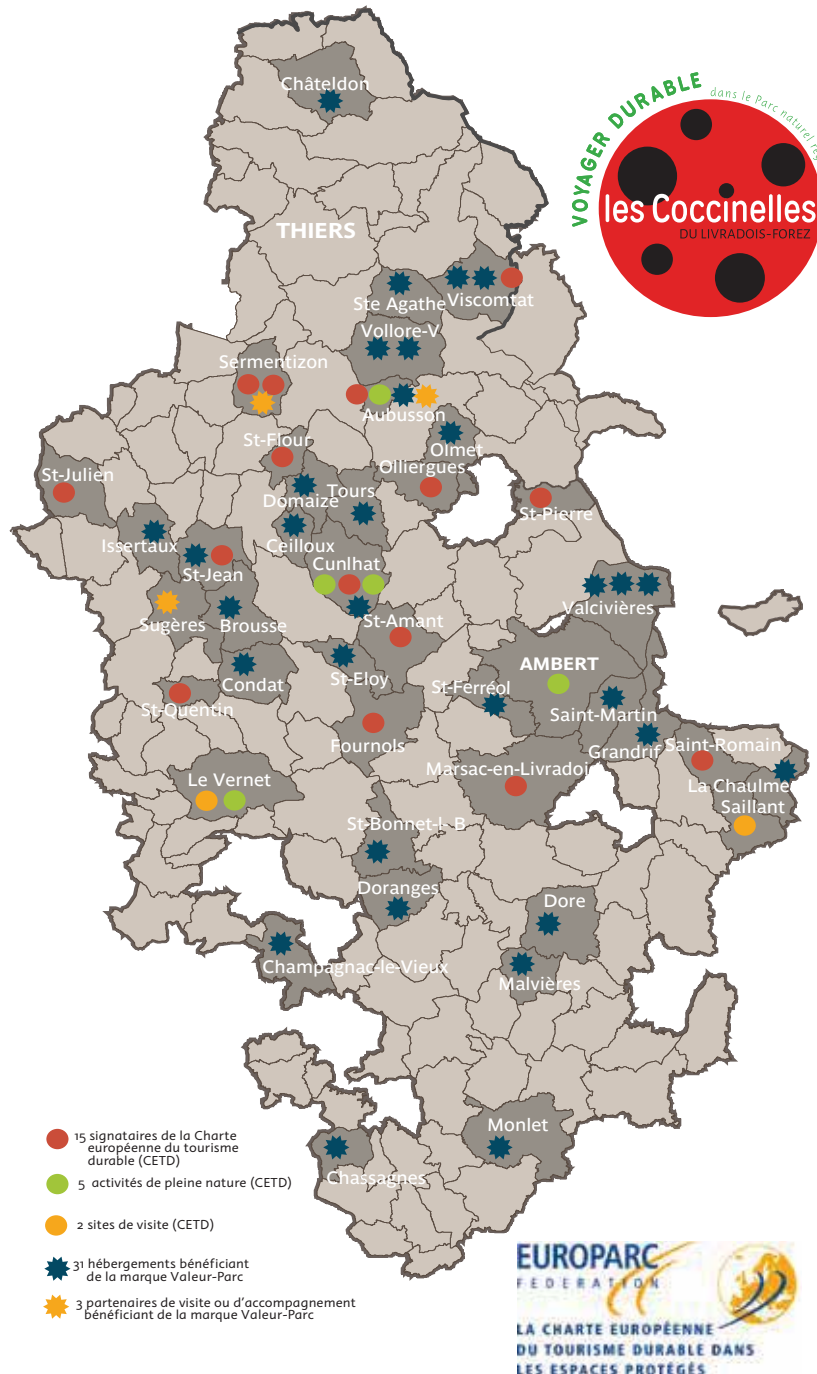 Châteldon
VOYAGER DURABLE
dans le Parc naturel rég
les Coccinelles
DU LIVRADOIS-FOREZ
THIERS
Ste Agathe
Viscomtat
Vollore-V
Sermentizon
Aubusson
St-Flour
Olmet
Olliergues
St-Julien
Domaize
Tours
St-Pierre
Issertaux
Ceilloux
St-Jean
Cunlhat
Valcivières
Sugères
Brousse
St-Amant
AMBERT
St-Eloy
Condat
St-Ferréol
St-Quentin
Saint-Martin
Fournols
Grandrif
Saint-Romain
Marsac-en-Livradoi
Le Vernet
La Chaulme
Saillant
St-Bonnet-l-B
Doranges
Dore
Champagnac-le-Vieux
Malvières
Monlet
Chassagnes
15 signataires de la Charte
européenne du tourisme
durable (CETD)
5 activités de pleine nature (CETD)
2 sites de visite (CETD)
31 hébergements bénéficiant
de la marque Valeur-Parc
3 partenaires de visite ou d'accompagnement
bénéficiant de la marque Valeur-Parc
EUROPARC
FEDERATION
LA CHARTE EUROPÉENNE
DU TOURISME DURABLE DANS
LES ESPACES PROTÉGÉS